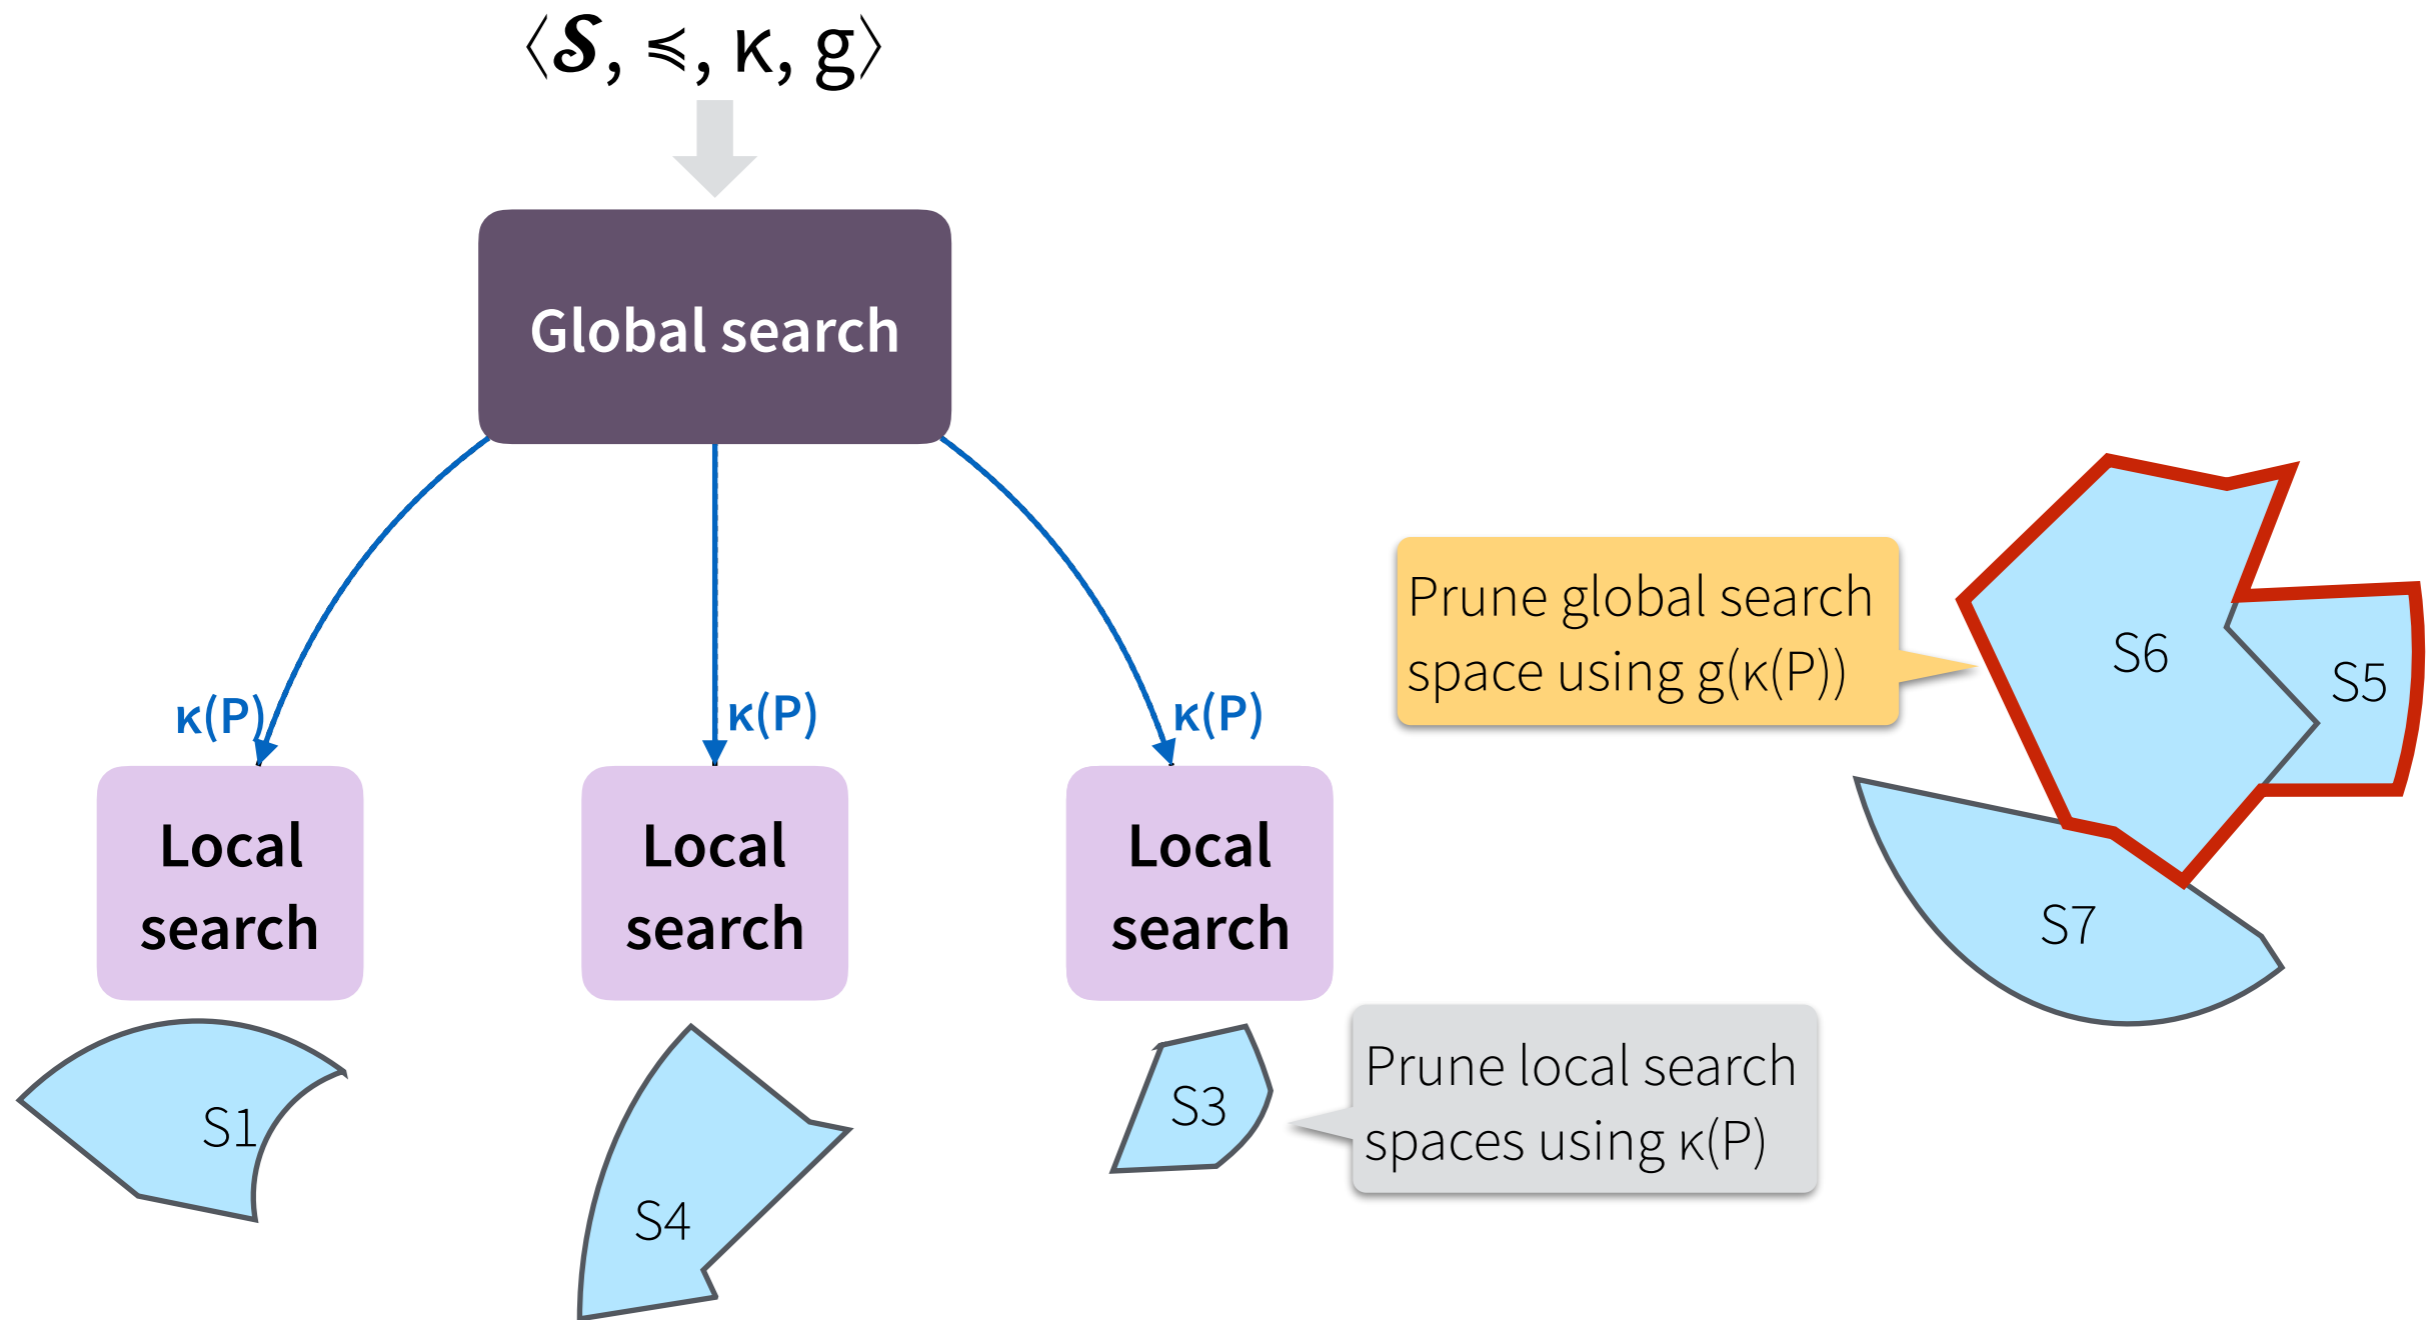 ⟨𝓢, ≼, κ, g⟩
Global search
κ(P)
κ(P)
κ(P)
Local
search
Local
search
Local
search
S1
S4
S3
Prune global search
space using g(κ(P))
S6
S5
S7
Prune local search
spaces using κ(P)